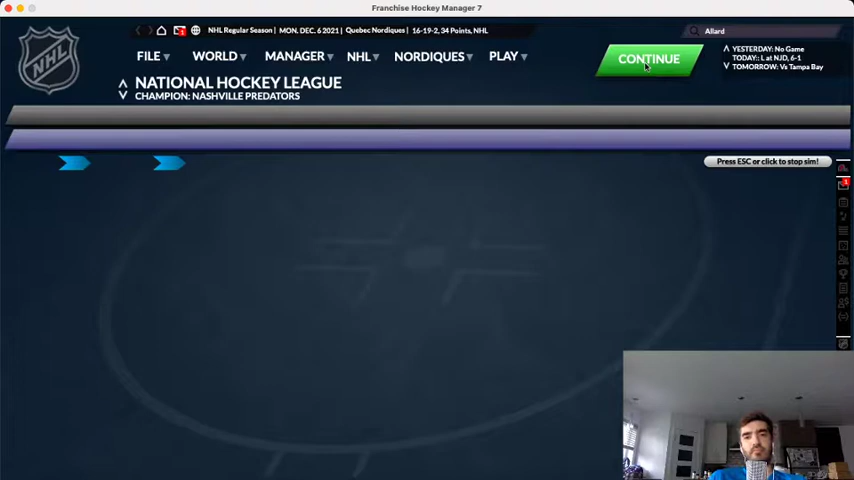 Franchise Hockey Manager 7
NHL Regular Season | MON. DEC. 6 2021 | Quebec Nordiques | 16-19-2, 34 Points, NHL
Allard
NHL
FILE WORLD MANAGER NHL NORDIQUES PLAY
CONTINUE
YESTERDAY: No Game
TODAY:: L at NJD, 6-1
TOMORROW: Vs Tampa Bay
NATIONAL HOCKEY LEAGUE
CHAMPION: NASHVILLE PREDATORS
Press ESC or click to stop sim!
1
1